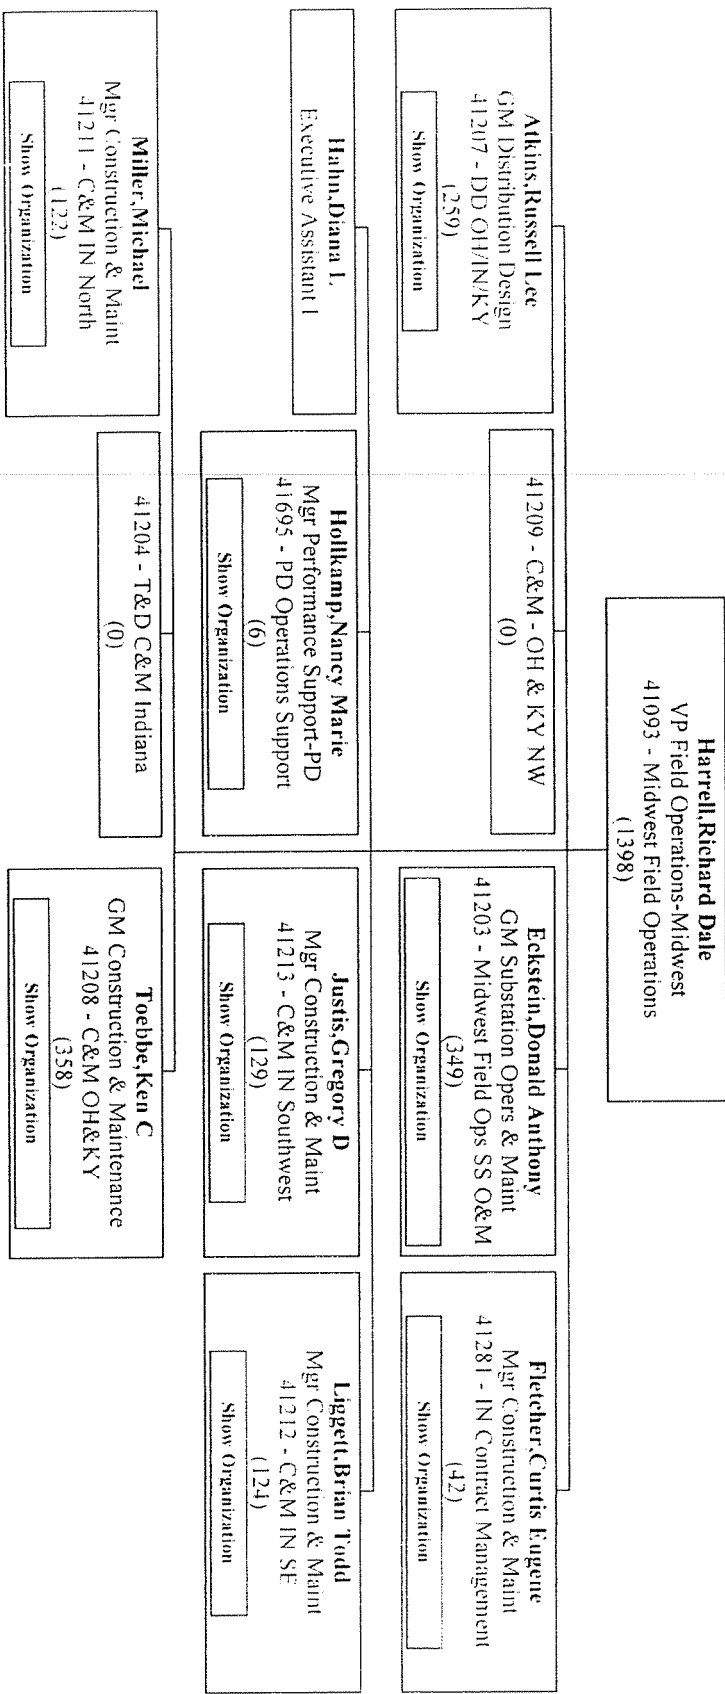 Harrell,Richard Dale
VP Field Operations-Midwest
41093 - Midwest Field Operations
(1398)
Atkins,Russell Lee
GM Distribution Design
41207 - DD OH/IN/KY
(259)
Show Organization
41209 - C&M - OH & KY NW
(0)
Eckstein,Donald Anthony
GM Substation Opers & Maint
41203 - Midwest Field Ops SS O&M
(349)
Show Organization
Fletcher,Curtis Eugene
Mgr Construction & Maint
41281 - IN Contract Management
(42)
Show Organization
Hahn,Diana L
Executive Assistant I
Hollkamp,Nancy Marie
Mgr Performance Support-PD
41695 - PD Operations Support
(6)
Show Organization
Justis,Gregory D
Mgr Construction & Maint
41213 - C&M IN Southwest
(129)
Show Organization
Liggett,Brian Todd
Mgr Construction & Maint
41212 - C&M IN SE
(124)
Show Organization
Miller,Michael
Mgr Construction & Maint
41211 - C&M IN North
(122)
Show Organization
41204 - T&D C&M Indiana
(0)
Toebbe,Ken C
GM Construction & Maintenance
41208 - C&M OH&KY
(358)
Show Organization